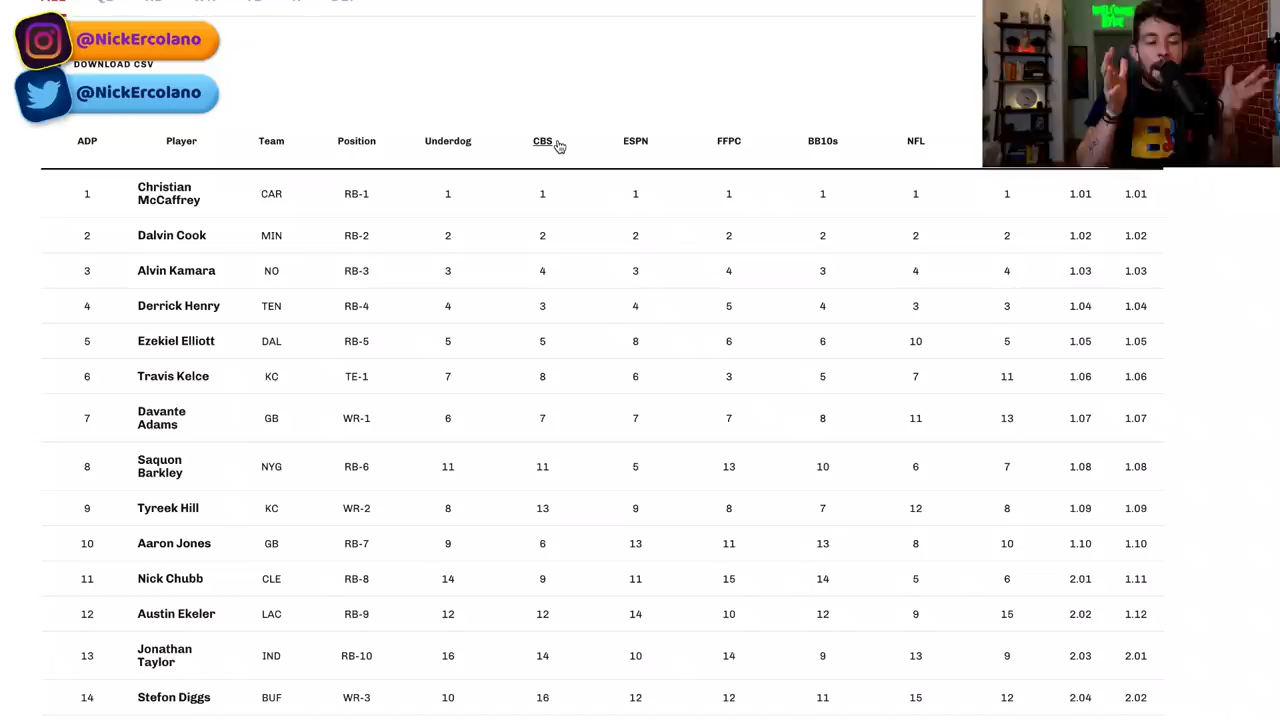 @NickErcolano
DOWNLOAD CSV
@NickErcolano
WELCOME
ADP Player Team Position Underdog CBS ESPN FFPC BB10s NFL
1 Christian McCaffrey CAR RB-1 1 1 1 1 1 1 1 1.01 1.01
2 Dalvin Cook MIN RB-2 2 2 2 2 2 2 2 1.02 1.02
3 Alvin Kamara NO RB-3 3 4 3 4 3 4 4 1.03 1.03
4 Derrick Henry TEN RB-4 4 3 4 5 4 3 3 1.04 1.04
5 Ezekiel Elliott DAL RB-5 5 5 8 6 6 10 5 1.05 1.05
6 Travis Kelce KC TE-1 7 8 6 3 5 7 11 1.06 1.06
7 Davante Adams GB WR-1 6 7 7 7 8 11 13 1.07 1.07
8 Saquon Barkley NYG RB-6 11 11 5 13 10 6 7 1.08 1.08
9 Tyreek Hill KC WR-2 8 13 9 8 7 12 8 1.09 1.09
10 Aaron Jones GB RB-7 9 6 13 11 13 8 10 1.10 1.10
11 Nick Chubb CLE RB-8 14 9 11 15 14 5 6 2.01 1.11
12 Austin Ekeler LAC RB-9 12 12 14 10 12 9 15 2.02 1.12
13 Jonathan Taylor IND RB-10 16 14 10 14 9 13 9 2.03 2.01
14 Stefon Diggs BUF WR-3 10 16 12 12 11 15 12 2.04 2.02